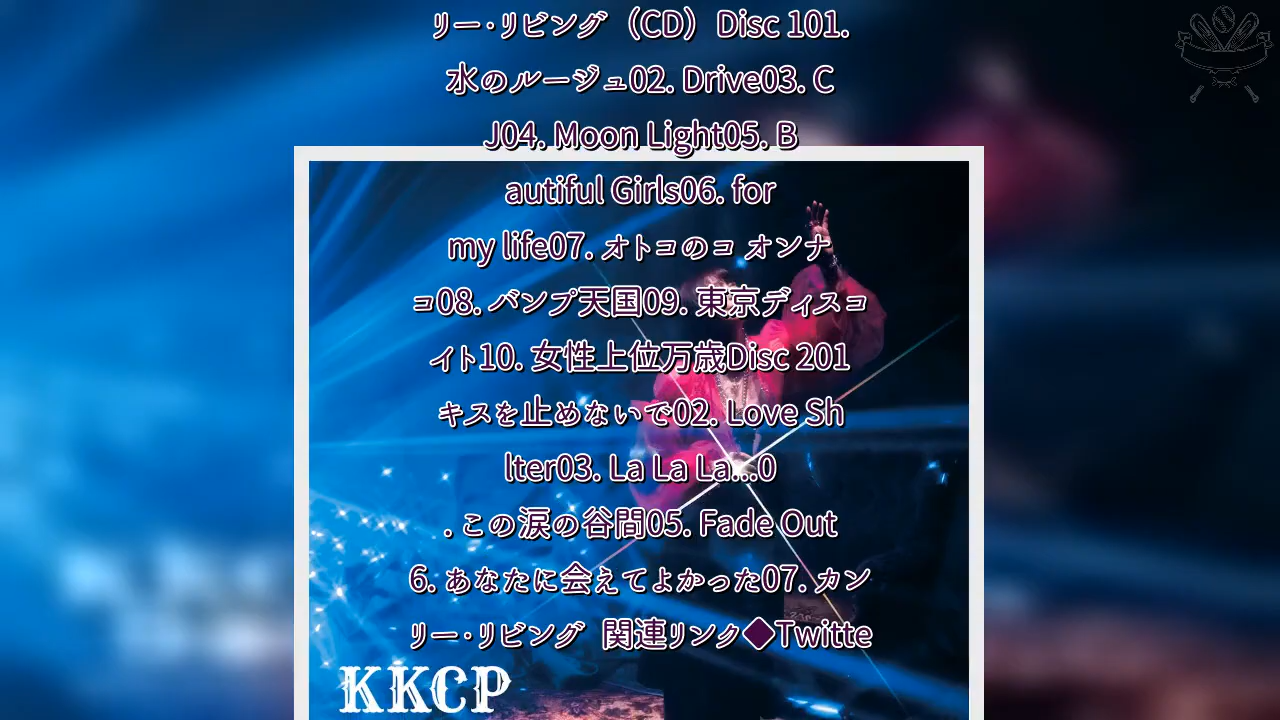 リー・リビング（CD）Disc 101.
水のルージュ02. Drive03. C
J04. Moon Light05. B
autiful Girls06. for
my life07. オトコのコ オンナ
コ08. バンプ天国09. 東京ディスコ
イト10. 女性上位万歳Disc 201
キスを止めないで02. Love Sh
lter03. La La La...0
. この涙の谷間05. Fade Out
6. あなたに会えてよかった07. カン
リー・リビング 関連リンク◆Twitte
KKCP